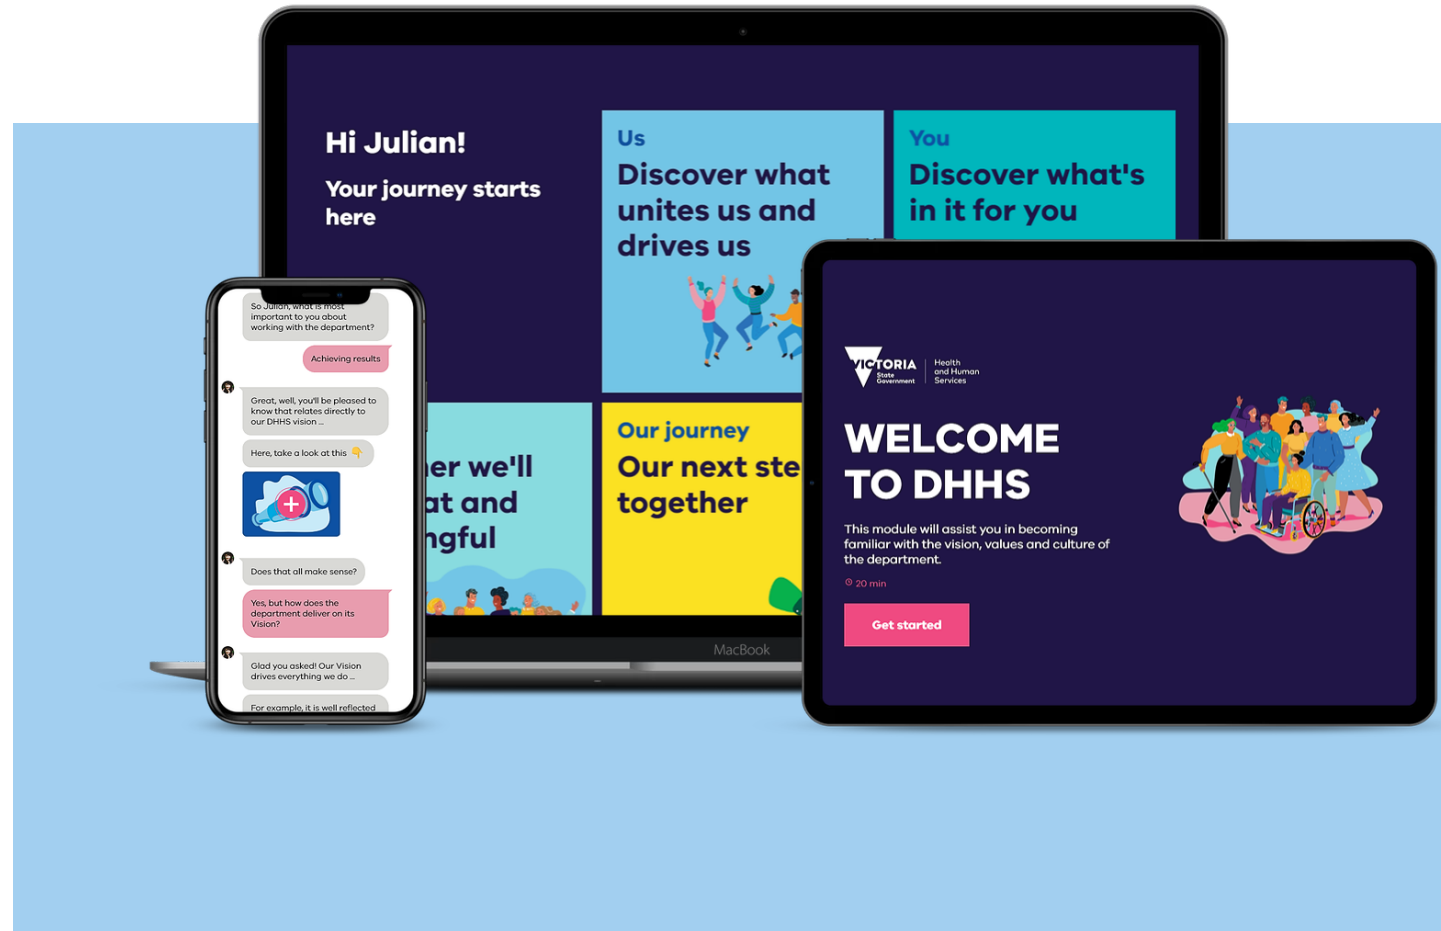 Hi Julian!
Your journey starts
here
Us
Discover what
unites us and
drives us
You
Discover what's
in it for you
we'll
and
Our journey
Our next
together
MacBook
So Julian, what is most
important to you about
working with the department?
Achieving results
Great, well, you'll be pleased to
know that relates directly to
our DHHS vision ...
Here, take a look at this 👇
Does that all make sense?
Yes, but how does the
department deliver on its
Vision?
Glad you asked! Our Vision
drives everything we do ...
For example, it is well reflected
VICTORIA
State
Government
Health
and Human
Services
WELCOME
TO DHHS
This module will assist you in becoming
familiar with the vision, values and culture of
the department.
20 min
Get started